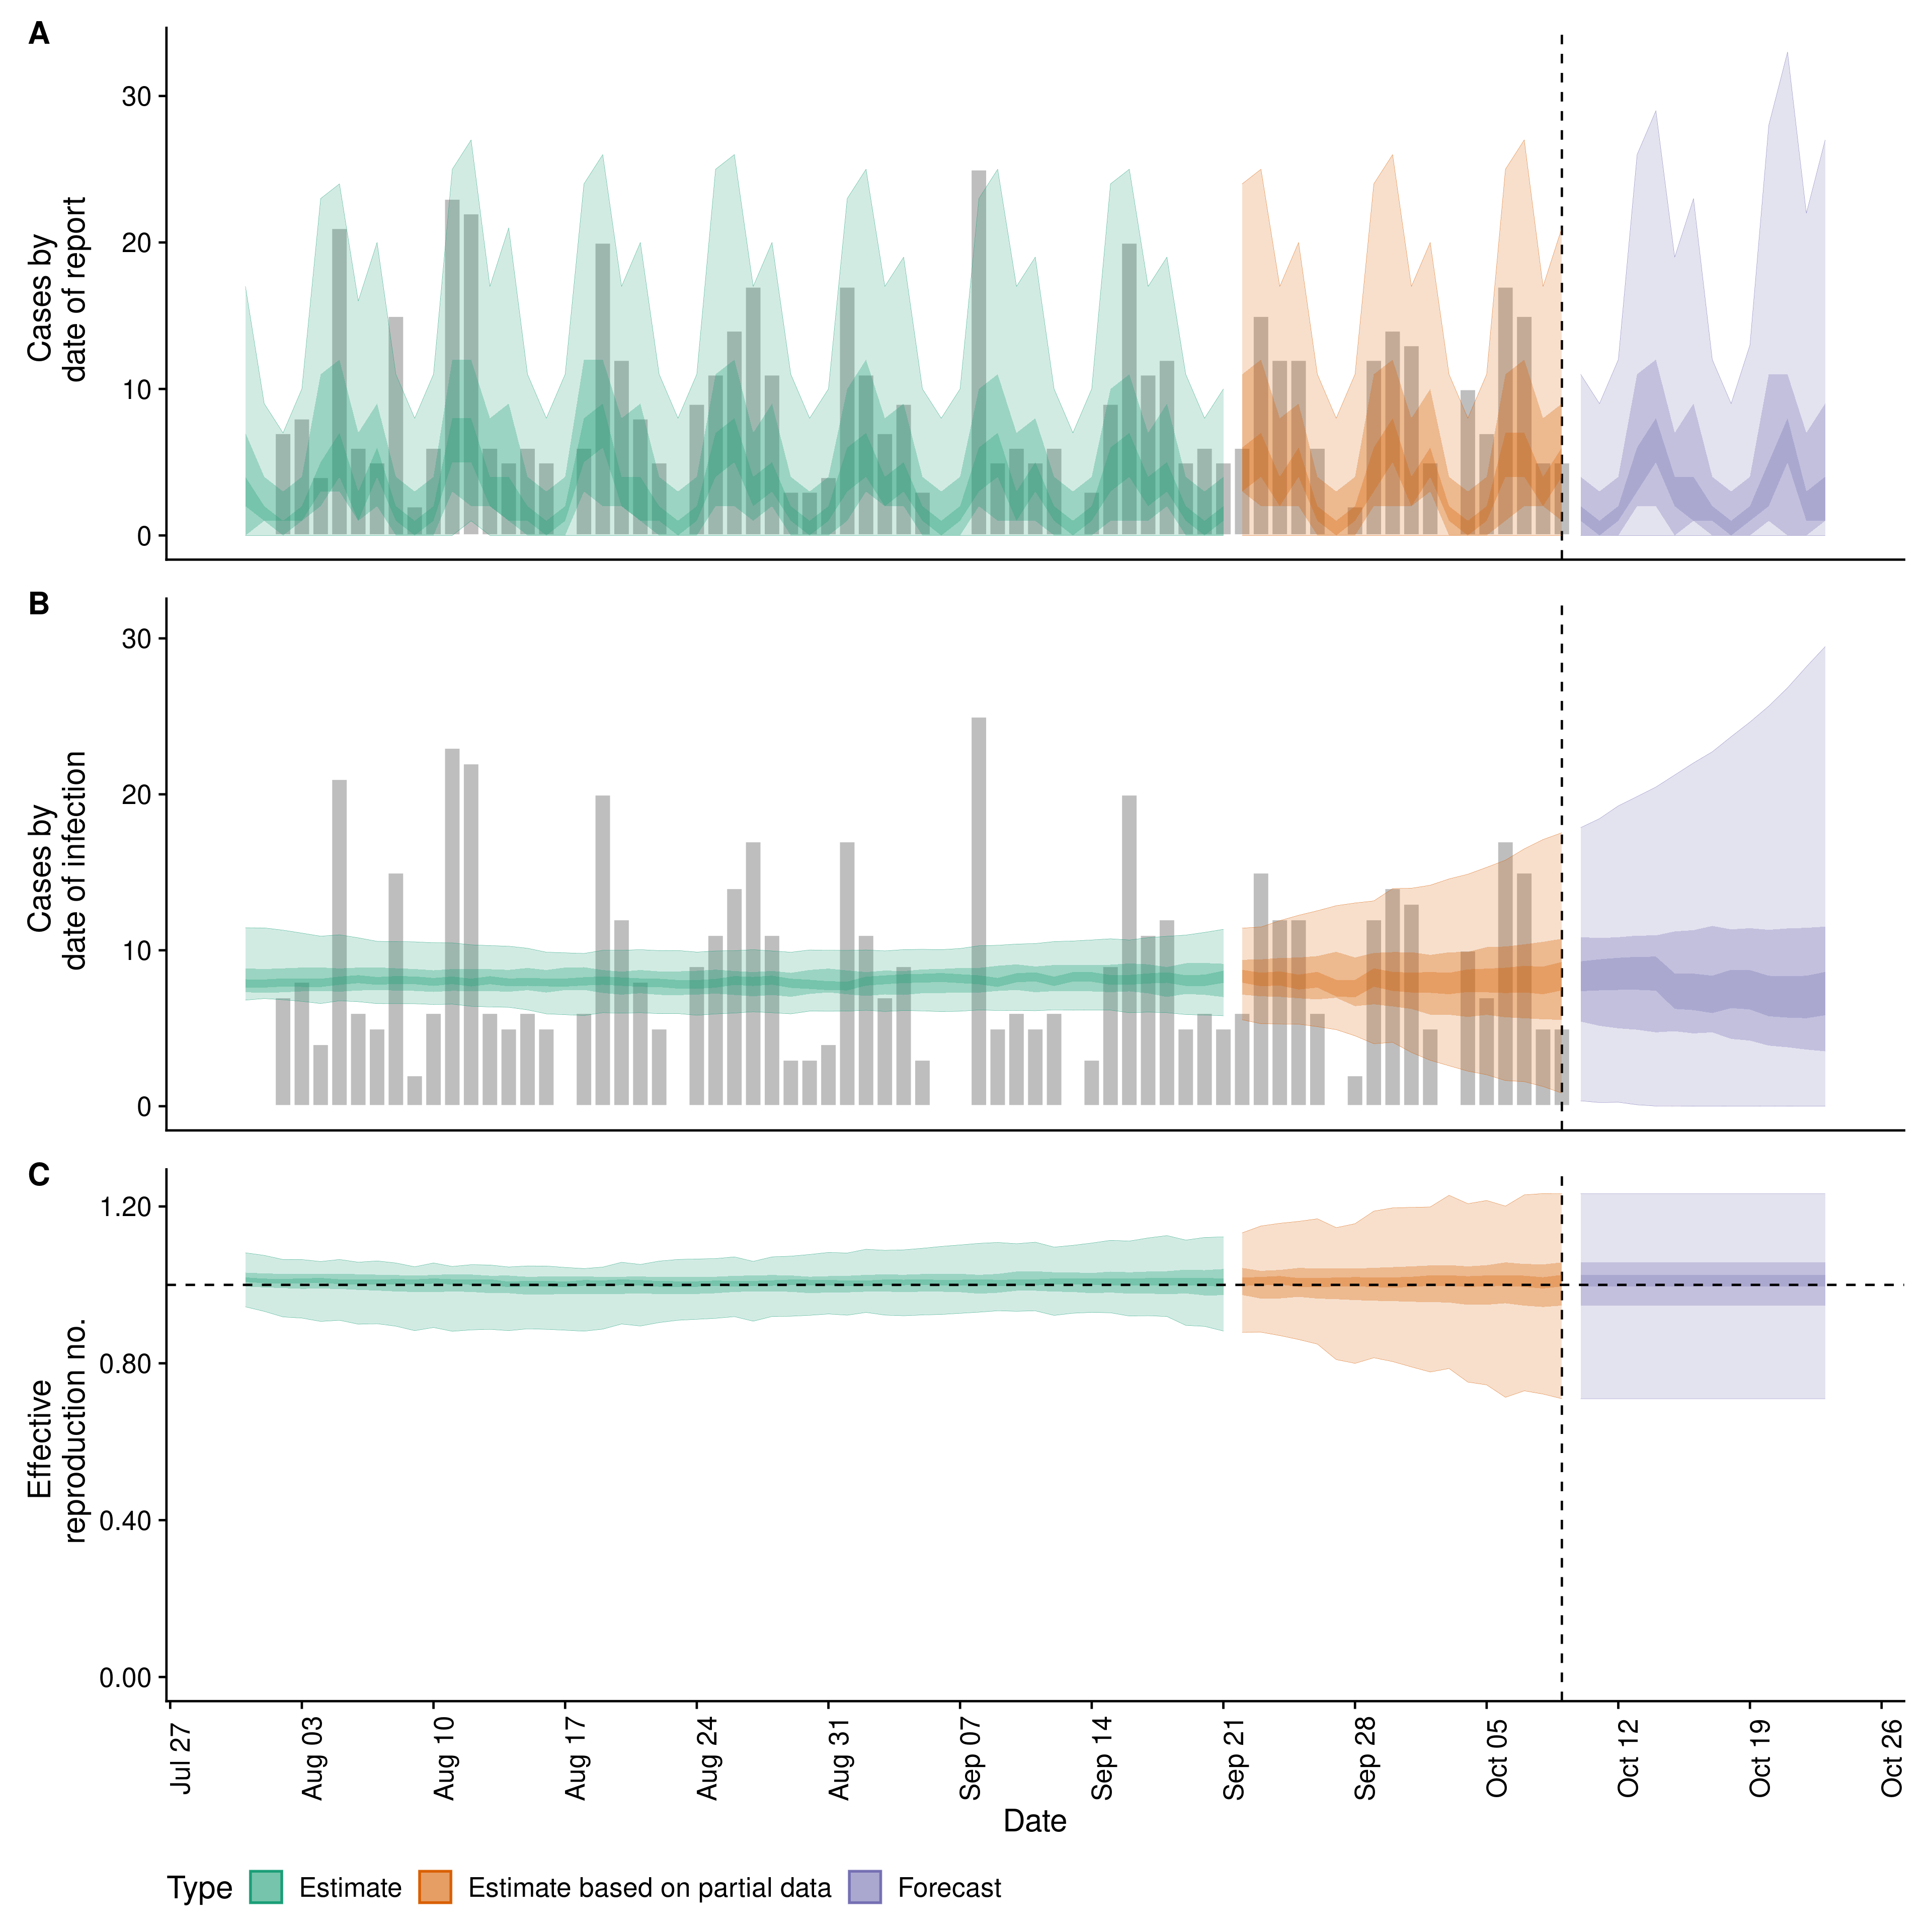 A
Cases by
date of report
30
20
10
0
B
Cases by
date of infection
30
20
10
0
C
Effective
reproduction no.
1.20
0.80
0.40
0.00
Jul 27
Aug 03
Aug 10
Aug 17
Aug 24
Aug 31
Sep 07
Sep 14
Sep 21
Sep 28
Oct 05
Oct 12
Oct 19
Oct 26
Date
Type Estimate Estimate based on partial data Forecast